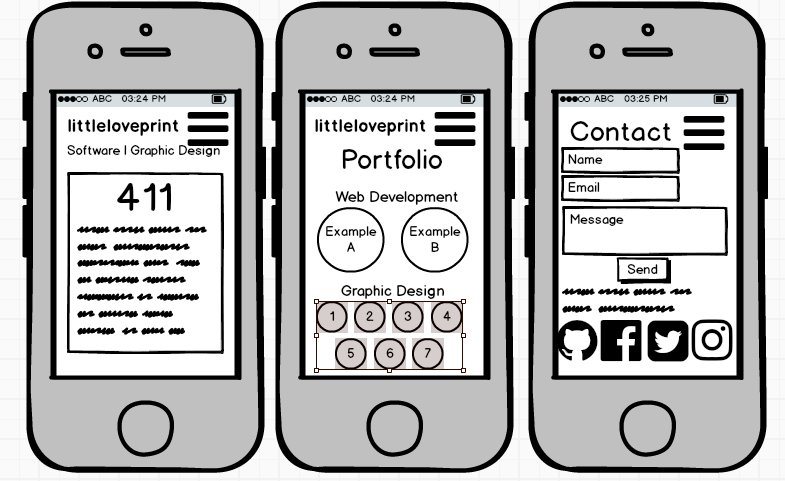 ABC 03:24 PM
littleloveprint
Software | Graphic Design
411
ABC 03:24 PM
littleloveprint
Portfolio
Web Development
Example A
Example B
Graphic Design
1 2 3 4
5 6 7
ABC 03:25 PM
Contact
Name
Email
Message
Send